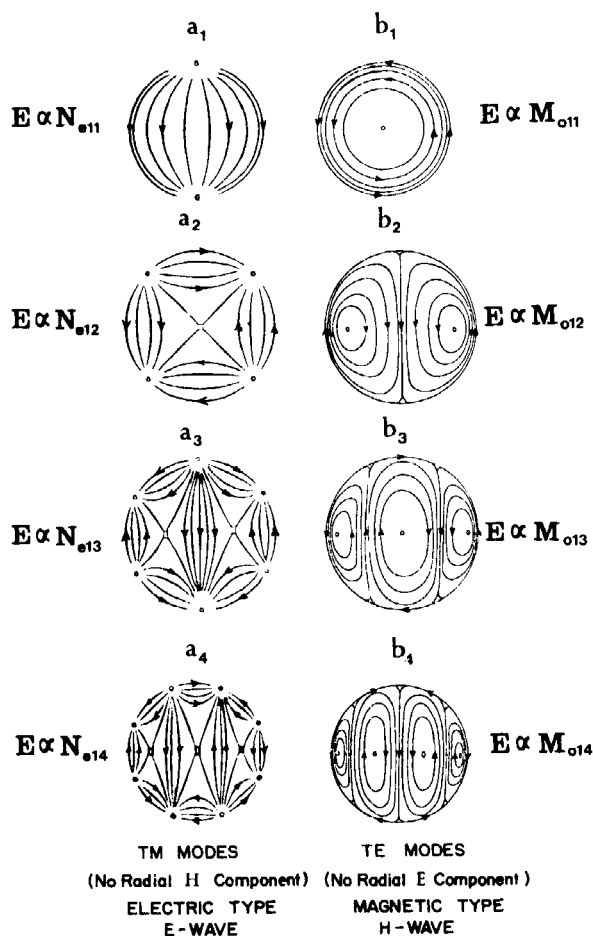 a₁ b₁
E ∝ Nₑ₁₁ E ∝ Mₒ₁₁
a₂ b₂
E ∝ Nₑ₁₂ E ∝ Mₒ₁₂
a₃ b₃
E ∝ Nₑ₁₃ E ∝ Mₒ₁₃
a₄ b₄
E ∝ Nₑ₁₄ E ∝ Mₒ₁₄
TM MODES TE MODES
(No Radial H Component) (No Radial E Component)
ELECTRIC TYPE MAGNETIC TYPE
E-WAVE H-WAVE